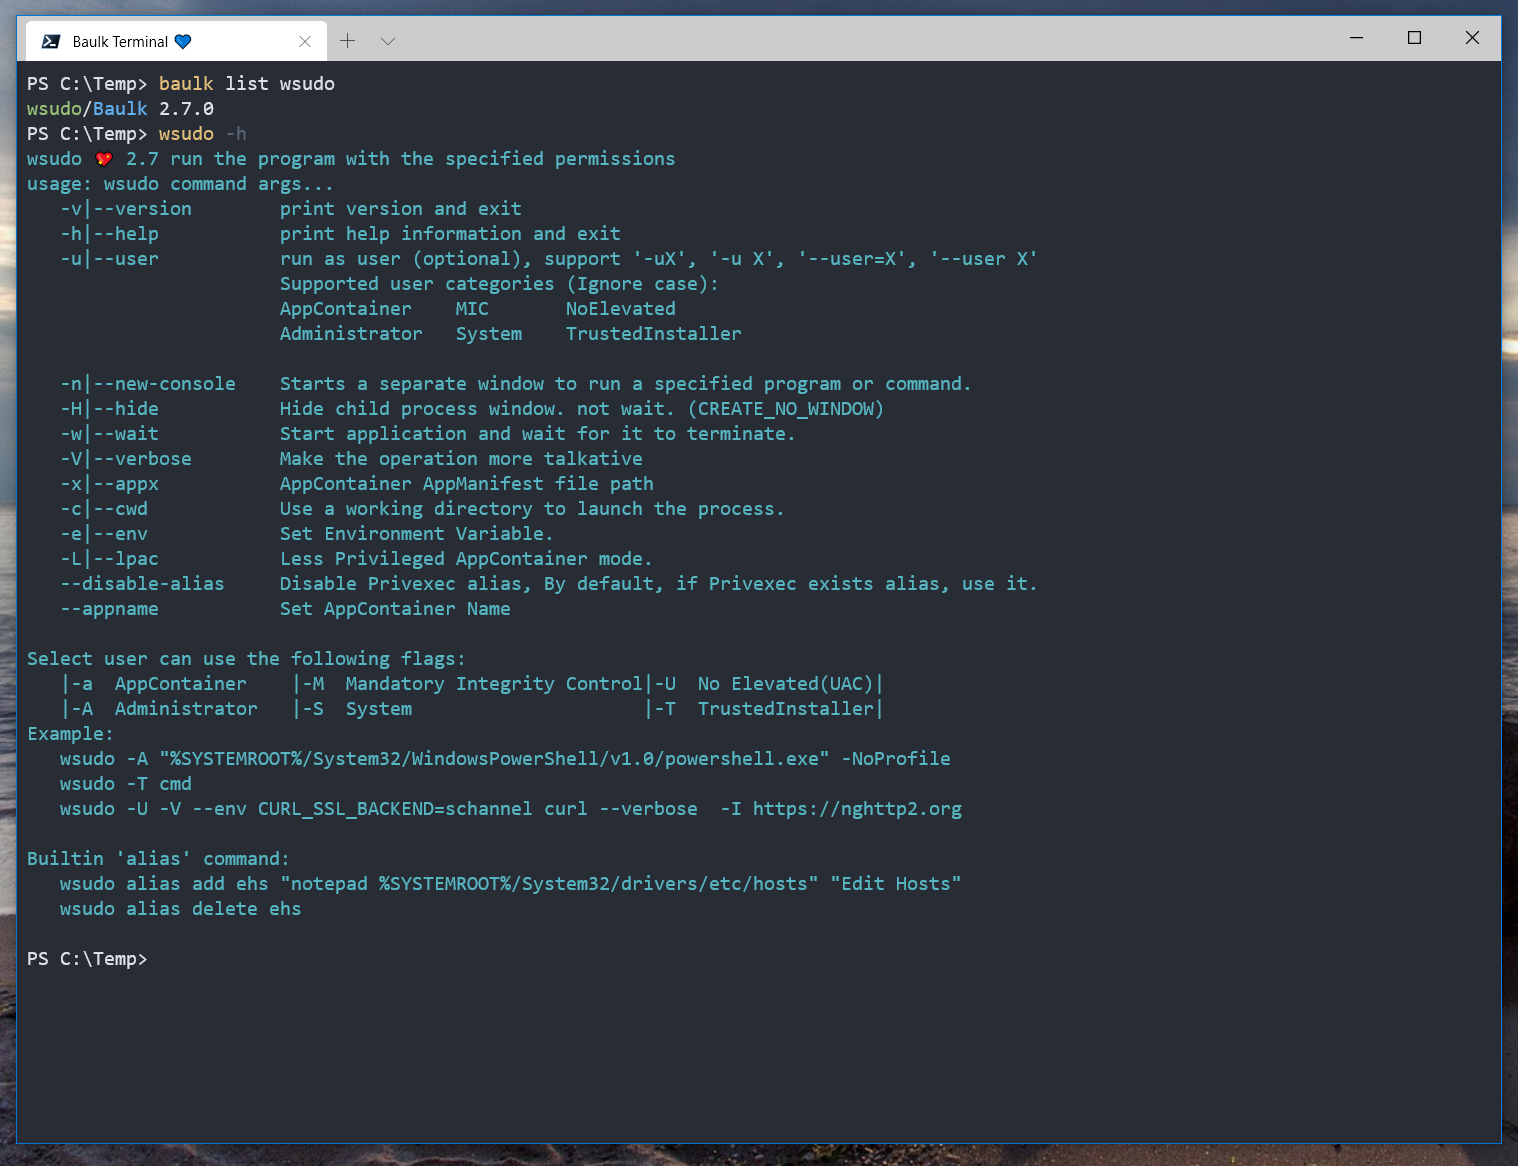 Baulk Terminal 💙
PS C:\Temp> baulk list wsudo
wsudo/Baulk 2.7.0
PS C:\Temp> wsudo -h
wsudo 💖 2.7 run the program with the specified permissions
usage: wsudo command args...
   -v|--version        print version and exit
   -h|--help           print help information and exit
   -u|--user           run as user (optional), support '-uX', '-u X', '--user=X', '--user X'
                       Supported user categories (Ignore case):
                       AppContainer    MIC       NoElevated
                       Administrator   System    TrustedInstaller

   -n|--new-console    Starts a separate window to run a specified program or command.
   -H|--hide           Hide child process window. not wait. (CREATE_NO_WINDOW)
   -w|--wait           Start application and wait for it to terminate.
   -V|--verbose        Make the operation more talkative
   -x|--appx           AppContainer AppManifest file path
   -c|--cwd            Use a working directory to launch the process.
   -e|--env            Set Environment Variable.
   -L|--lpac           Less Privileged AppContainer mode.
   --disable-alias     Disable Privexec alias, By default, if Privexec exists alias, use it.
   --appname           Set AppContainer Name

Select user can use the following flags:
   |-a  AppContainer    |-M  Mandatory Integrity Control|-U  No Elevated(UAC)|
   |-A  Administrator   |-S  System                     |-T  TrustedInstaller|
Example:
   wsudo -A "%SYSTEMROOT%/System32/WindowsPowerShell/v1.0/powershell.exe" -NoProfile
   wsudo -T cmd
   wsudo -U -V --env CURL_SSL_BACKEND=schannel curl --verbose  -I https://nghttp2.org

Builtin 'alias' command:
   wsudo alias add ehs "notepad %SYSTEMROOT%/System32/drivers/etc/hosts" "Edit Hosts"
   wsudo alias delete ehs

PS C:\Temp>